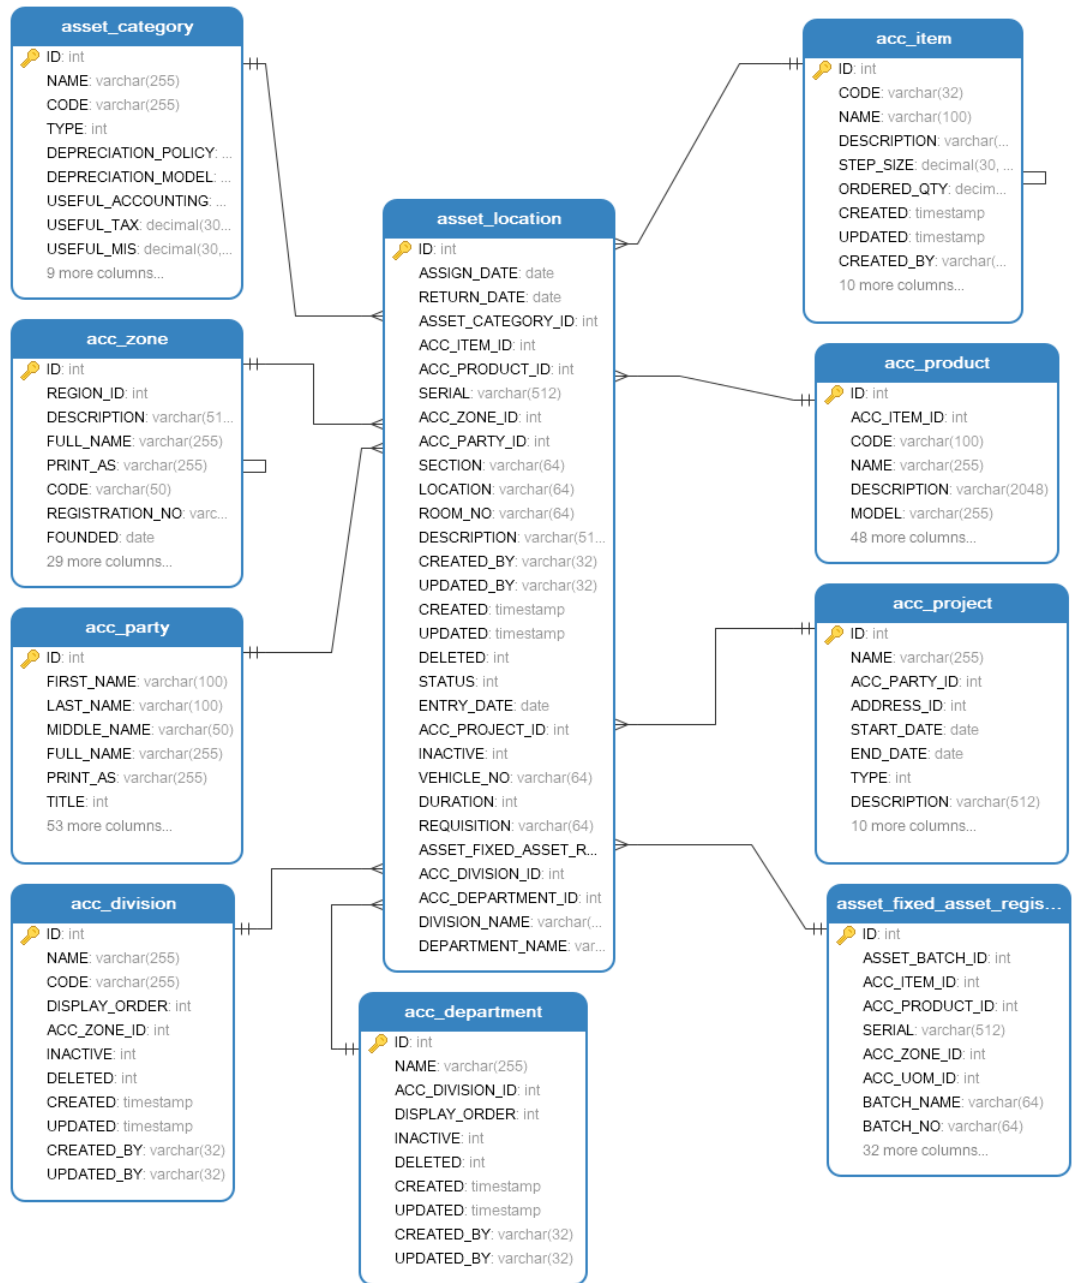 asset_category
ID: int
NAME: varchar(255)
CODE: varchar(255)
TYPE: int
DEPRECIATION_POLICY: ...
DEPRECIATION_MODEL: ...
USEFUL_ACCOUNTING: ...
USEFUL_TAX: decimal(30...
USEFUL_MIS: decimal(30,...
9 more columns...
acc_zone
ID: int
REGION_ID: int
DESCRIPTION: varchar(51...
FULL_NAME: varchar(255)
PRINT_AS: varchar(255)
CODE: varchar(50)
REGISTRATION_NO: varc...
FOUNDED: date
29 more columns...
acc_party
ID: int
FIRST_NAME: varchar(100)
LAST_NAME: varchar(100)
MIDDLE_NAME: varchar(50)
FULL_NAME: varchar(255)
PRINT_AS: varchar(255)
TITLE: int
53 more columns...
acc_division
ID: int
NAME: varchar(255)
CODE: varchar(255)
DISPLAY_ORDER: int
ACC_ZONE_ID: int
INACTIVE: int
DELETED: int
CREATED: timestamp
UPDATED: timestamp
CREATED_BY: varchar(32)
UPDATED_BY: varchar(32)
asset_location
ID: int
ASSIGN_DATE: date
RETURN_DATE: date
ASSET_CATEGORY_ID: int
ACC_ITEM_ID: int
ACC_PRODUCT_ID: int
SERIAL: varchar(512)
ACC_ZONE_ID: int
ACC_PARTY_ID: int
SECTION: varchar(64)
LOCATION: varchar(64)
ROOM_NO: varchar(64)
DESCRIPTION: varchar(51...
CREATED_BY: varchar(32)
UPDATED_BY: varchar(32)
CREATED: timestamp
UPDATED: timestamp
DELETED: int
STATUS: int
ENTRY_DATE: date
ACC_PROJECT_ID: int
INACTIVE: int
VEHICLE_NO: varchar(64)
DURATION: int
REQUISITION: varchar(64)
ASSET_FIXED_ASSET_R...
ACC_DIVISION_ID: int
ACC_DEPARTMENT_ID: int
DIVISION_NAME: varchar(...
DEPARTMENT_NAME: var...
acc_department
ID: int
NAME: varchar(255)
ACC_DIVISION_ID: int
DISPLAY_ORDER: int
INACTIVE: int
DELETED: int
CREATED: timestamp
UPDATED: timestamp
CREATED_BY: varchar(32)
UPDATED_BY: varchar(32)
acc_item
ID: int
CODE: varchar(32)
NAME: varchar(100)
DESCRIPTION: varchar(...
STEP_SIZE: decimal(30, ...
ORDERED_QTY: decim...
CREATED: timestamp
UPDATED: timestamp
CREATED_BY: varchar(...
10 more columns...
acc_product
ID: int
ACC_ITEM_ID: int
CODE: varchar(100)
NAME: varchar(255)
DESCRIPTION: varchar(2048)
MODEL: varchar(255)
48 more columns...
acc_project
ID: int
NAME: varchar(255)
ACC_PARTY_ID: int
ADDRESS_ID: int
START_DATE: date
END_DATE: date
TYPE: int
DESCRIPTION: varchar(512)
10 more columns...
asset_fixed_asset_regis...
ID: int
ASSET_BATCH_ID: int
ACC_ITEM_ID: int
ACC_PRODUCT_ID: int
SERIAL: varchar(512)
ACC_ZONE_ID: int
ACC_UOM_ID: int
BATCH_NAME: varchar(64)
BATCH_NO: varchar(64)
32 more columns...